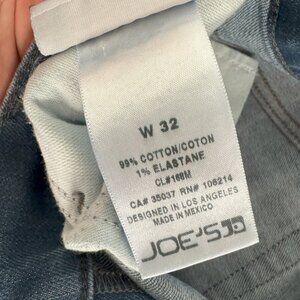 W 32
99% COTTON/COTON
1% ELASTANE
CL#168M
CA# 35037 RN# 106214
DESIGNED IN LOS ANGELES
MADE IN MEXICO
JOE'S